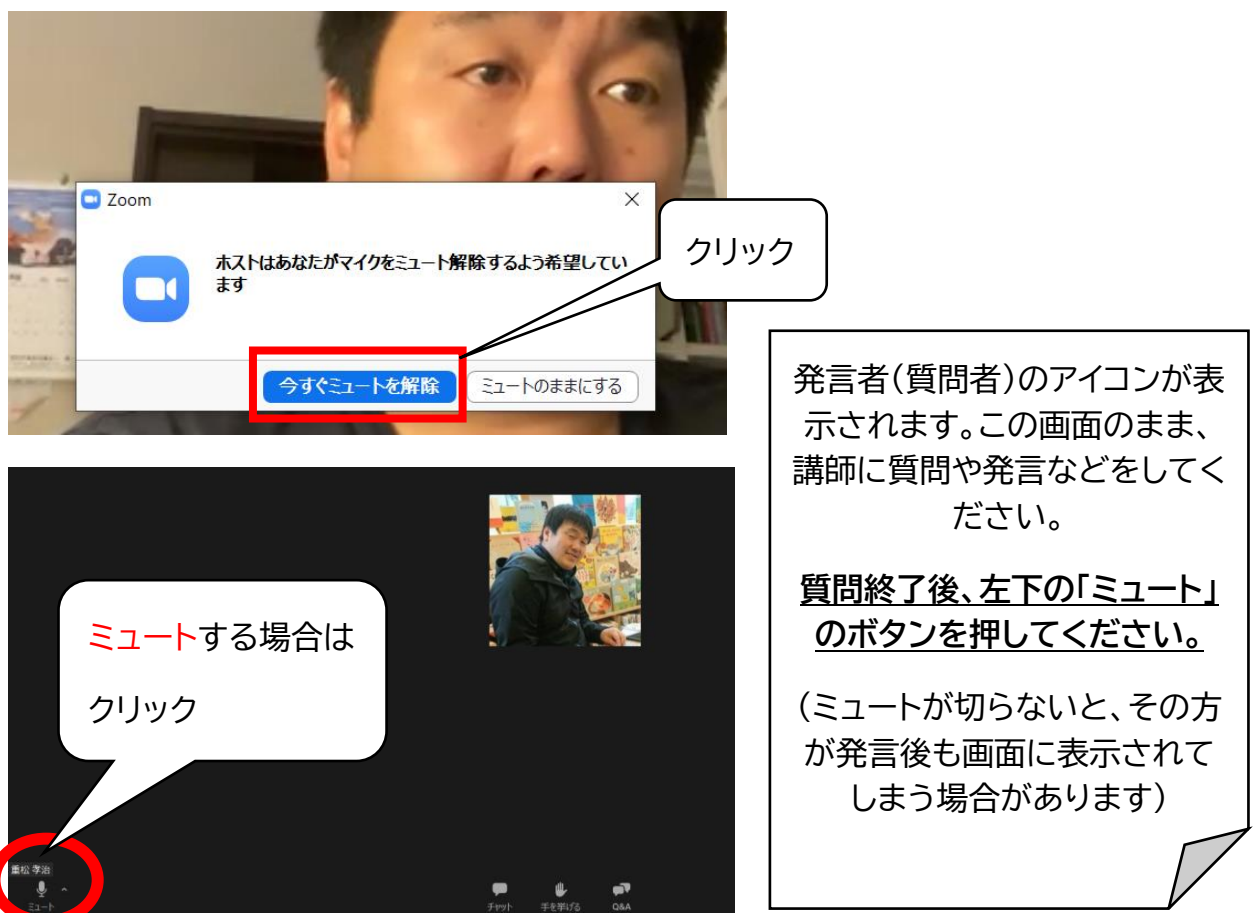 Zoom
ホストはあなたがマイクをミュート解除するよう希望してい
ます
今すぐミュートを解除
ミュートのままにする
クリック
ミュートする場合は
クリック
重松 孝治
ミュート
チャット
手を挙げる
Q&A
発言者(質問者)のアイコンが表
示されます。この画面のまま、
講師に質問や発言などをしてく
ださい。
質問終了後、左下の「ミュート」
のボタンを押してください。
(ミュートが切らないと、その方
が発言後も画面に表示されて
しまう場合があります)